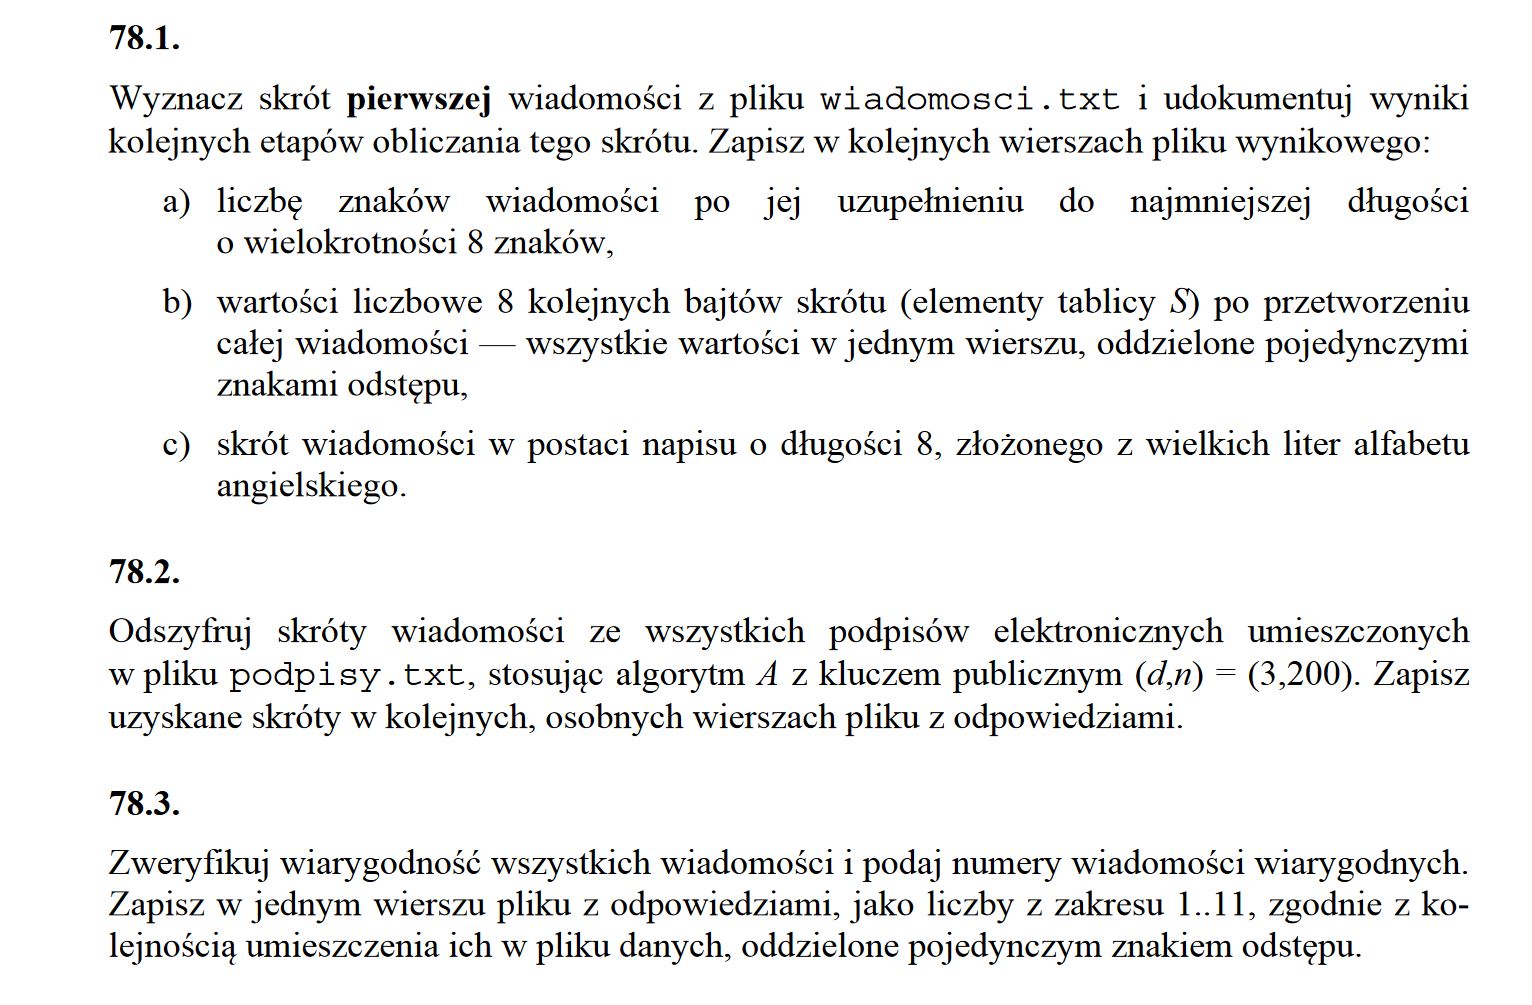 78.1.
Wyznacz skrót pierwszej wiadomości z pliku wiadomosci.txt i udokumentuj wyniki
kolejnych etapów obliczania tego skrótu. Zapisz w kolejnych wierszach pliku wynikowego:
a) liczbę znaków wiadomości po jej uzupełnieniu do najmniejszej długości
o wielokrotności 8 znaków,
b) wartości liczbowe 8 kolejnych bajtów skrótu (elementy tablicy S) po przetworzeniu
całej wiadomości — wszystkie wartości w jednym wierszu, oddzielone pojedynczymi
znakami odstępu,
c) skrót wiadomości w postaci napisu o długości 8, złożonego z wielkich liter alfabetu
angielskiego.
78.2.
Odszyfruj skróty wiadomości ze wszystkich podpisów elektronicznych umieszczonych
w pliku podpisy.txt, stosując algorytm A z kluczem publicznym (d,n) = (3,200). Zapisz
uzyskane skróty w kolejnych, osobnych wierszach pliku z odpowiedziami.
78.3.
Zweryfikuj wiarygodność wszystkich wiadomości i podaj numery wiadomości wiarygodnych.
Zapisz w jednym wierszu pliku z odpowiedziami, jako liczby z zakresu 1..11, zgodnie z ko-
lejnością umieszczenia ich w pliku danych, oddzielone pojedynczym znakiem odstępu.